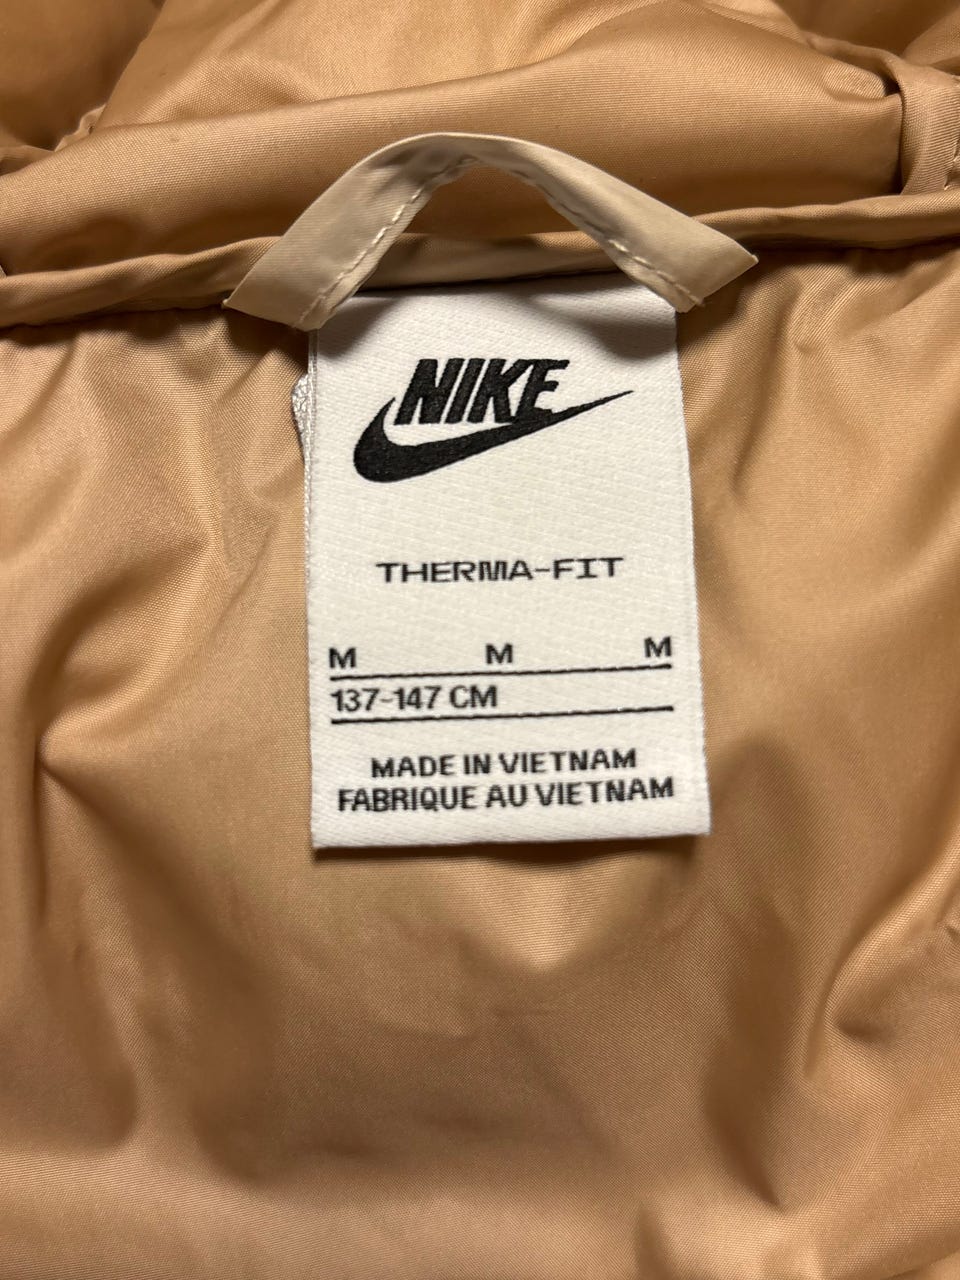 NIKE
THERMA-FIT
M M M
137-147 CM
MADE IN VIETNAM
FABRIQUE AU VIETNAM